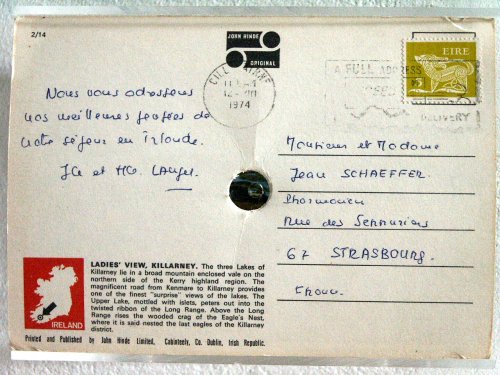 2/14
JOHN HINDE
ORIGINAL
CILL AIRNE
1974
A FULL ADDRESS
DELIVERY
EIRE
Nous vous adressons
nos meilleures pensées de
notre séjour en Irlande.
JG et MO. LAUGEL.
Monsieur et Madame
Jean SCHAEFFER.
Pharmacien
Rue des Serruriers
67 STRASBOURG.
France.
LADIES' VIEW, KILLARNEY. The three Lakes of
Killarney lie in a broad mountain enclosed vale on the
northern side of the Kerry highland region. The
magnificent road from Kenmare to Killarney provides
one of the finest "surprise" views of the lakes. The
Upper Lake, mottled with islets, peters out into the
twisted ribbon of the Long Range. Above the Long
Range rises the wooded crag of the Eagle's Nest,
where it is said nested the last eagles of the Killarney
district.
IRELAND
Printed and Published by John Hinde Limited, Cabinteely, Co. Dublin, Irish Republic.